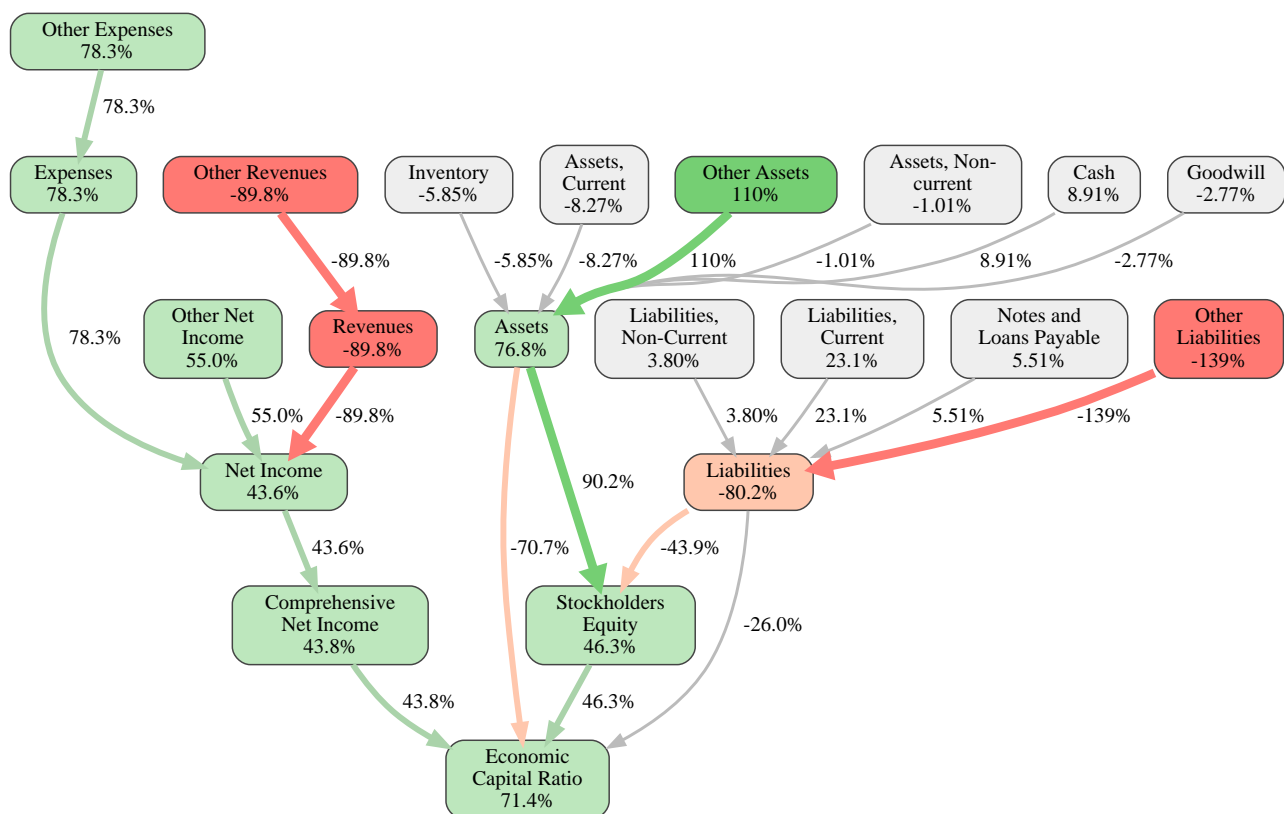 Other Expenses
78.3%
78.3%
Expenses
78.3%
Other Revenues
-89.8%
Inventory
-5.85%
Assets,
Current
-8.27%
Other Assets
110%
Assets, Non-
current
-1.01%
Cash
8.91%
Goodwill
-2.77%
-89.8%
-5.85%
-8.27%
110%
-1.01%
8.91%
-2.77%
78.3%
Other Net
Income
55.0%
Revenues
-89.8%
Assets
76.8%
Liabilities,
Non-Current
3.80%
Liabilities,
Current
23.1%
Notes and
Loans Payable
5.51%
Other
Liabilities
-139%
55.0%
-89.8%
3.80%
23.1%
5.51%
-139%
Net Income
43.6%
90.2%
Liabilities
-80.2%
43.6%
-70.7%
-43.9%
Comprehensive
Net Income
43.8%
Stockholders
Equity
46.3%
-26.0%
43.8%
46.3%
Economic
Capital Ratio
71.4%